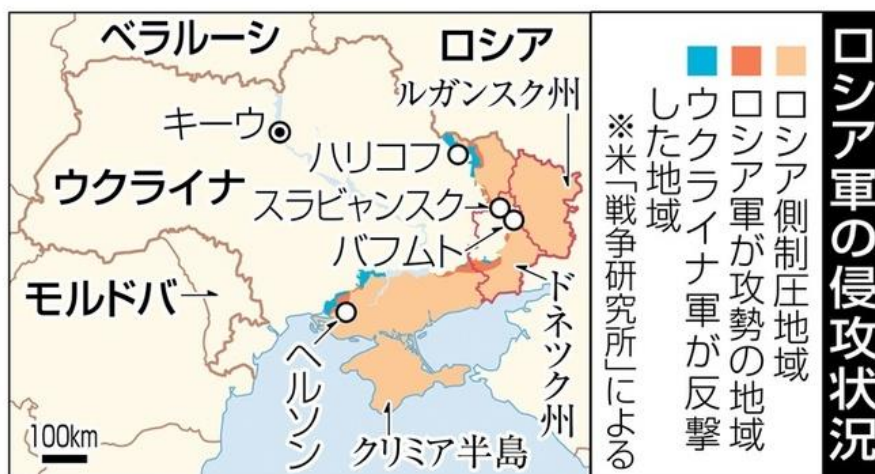 ロシア軍の侵攻状況
ロシア側制圧地域
ロシア軍が攻勢の地域
ウクライナ軍が反撃
した地域
※米「戦争研究所」による
ベラルーシ
ロシア
ルガンスク州
キーウ
ハリコフ
ウクライナ
スラビャンスク
バフムト
モルドバ
ドネツク州
ヘルソン
クリミア半島
100km